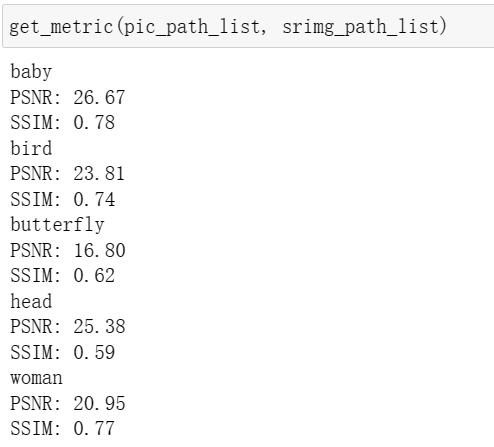 get_metric(pic_path_list, srimg_path_list)
baby
PSNR: 26.67
SSIM: 0.78
bird
PSNR: 23.81
SSIM: 0.74
butterfly
PSNR: 16.80
SSIM: 0.62
head
PSNR: 25.38
SSIM: 0.59
woman
PSNR: 20.95
SSIM: 0.77